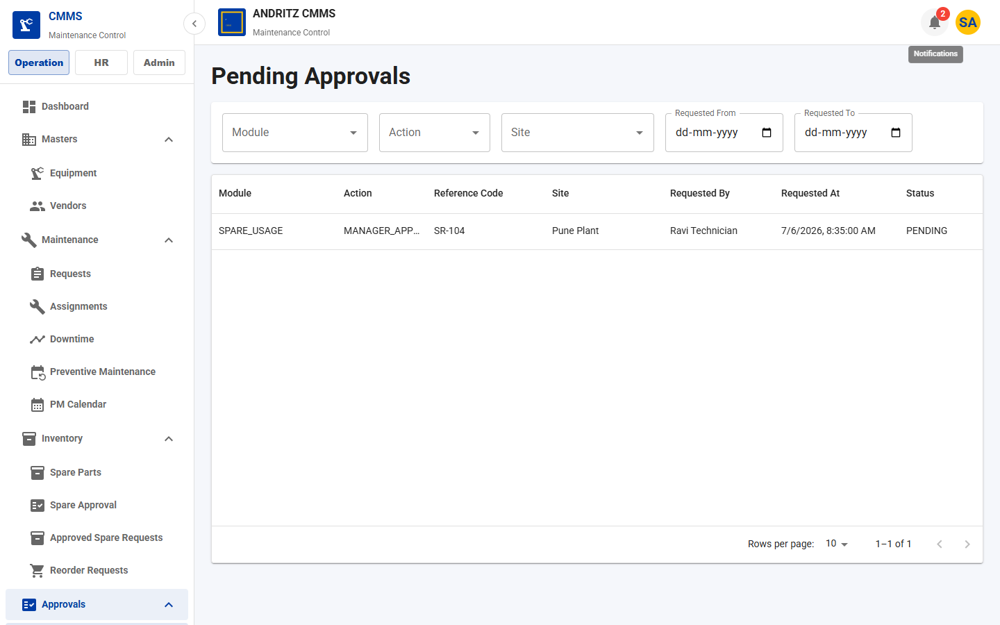 CMMS
Maintenance Control
Operation
HR
Admin
Dashboard
Masters
Equipment
Vendors
Maintenance
Requests
Assignments
Downtime
Preventive Maintenance
PM Calendar
Inventory
Spare Parts
Spare Approval
Approved Spare Requests
Reorder Requests
Approvals
ANDRITZ CMMS
Maintenance Control
2
SA
Notifications
Pending Approvals
Module
Action
Site
Requested From
dd-mm-yyyy
Requested To
dd-mm-yyyy
Module Action Reference Code Site Requested By Requested At Status
SPARE_USAGE MANAGER_APP... SR-104 Pune Plant Ravi Technician 7/6/2026, 8:35:00 AM PENDING
Rows per page: 10 1–1 of 1